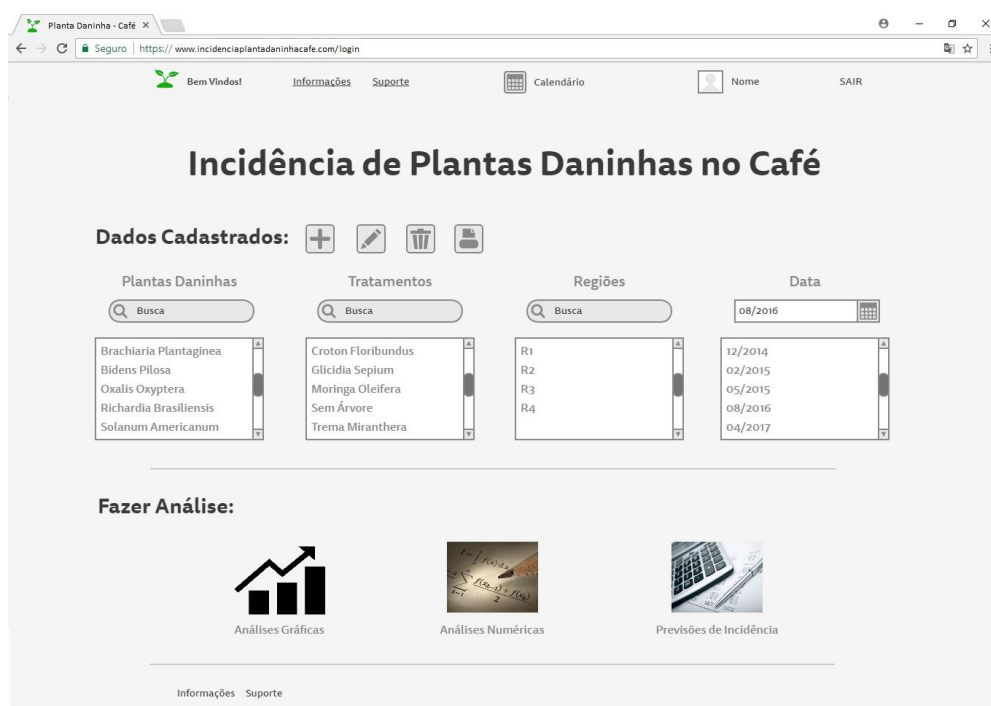 Planta Daninha - Café
Seguro https://www.incidenciaplantadaninhacafe.com/login
Bem Vindos! Informações Suporte Calendário Nome SAIR
Incidência de Plantas Daninhas no Café
Dados Cadastrados:
Plantas Daninhas Tratamentos Regiões Data
Busca Busca Busca 08/2016
Brachiaria Plantaginea Croton Floribundus R1 12/2014
Bidens Pilosa Glicidia Sepium R2 02/2015
Oxalis Oxyptera Moringa Oleifera R3 05/2015
Richardia Brasiliensis Sem Árvore R4 08/2016
Solanum Americanum Trema Miranthera 04/2017
Fazer Análise:
Análises Gráficas Análises Numéricas Previsões de Incidência
Informações Suporte